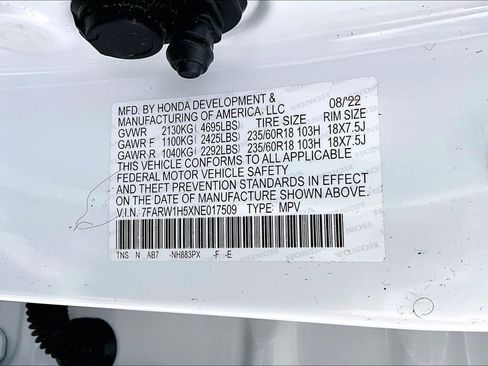 MFD. BY HONDA DEVELOPMENT & 08/'22
MANUFACTURING OF AMERICA, LLC
GVWR 2130KG (4695LBS) TIRE SIZE RIM SIZE
GAWR F 1100KG (2425LBS) 235/60R18 103H 18X7.5J
GAWR R 1040KG (2292LBS) 235/60R18 103H 18X7.5J
THIS VEHICLE CONFORMS TO ALL APPLICABLE
FEDERAL MOTOR VEHICLE SAFETY
AND THEFT PREVENTION STANDARDS IN EFFECT
ON THE DATE OF MANUFACTURE SHOWN ABOVE.
V.I.N. 7FARW1H5XNE017509 TYPE: MPV
TNS N AB7 -NH883PX -F -E
HONDA